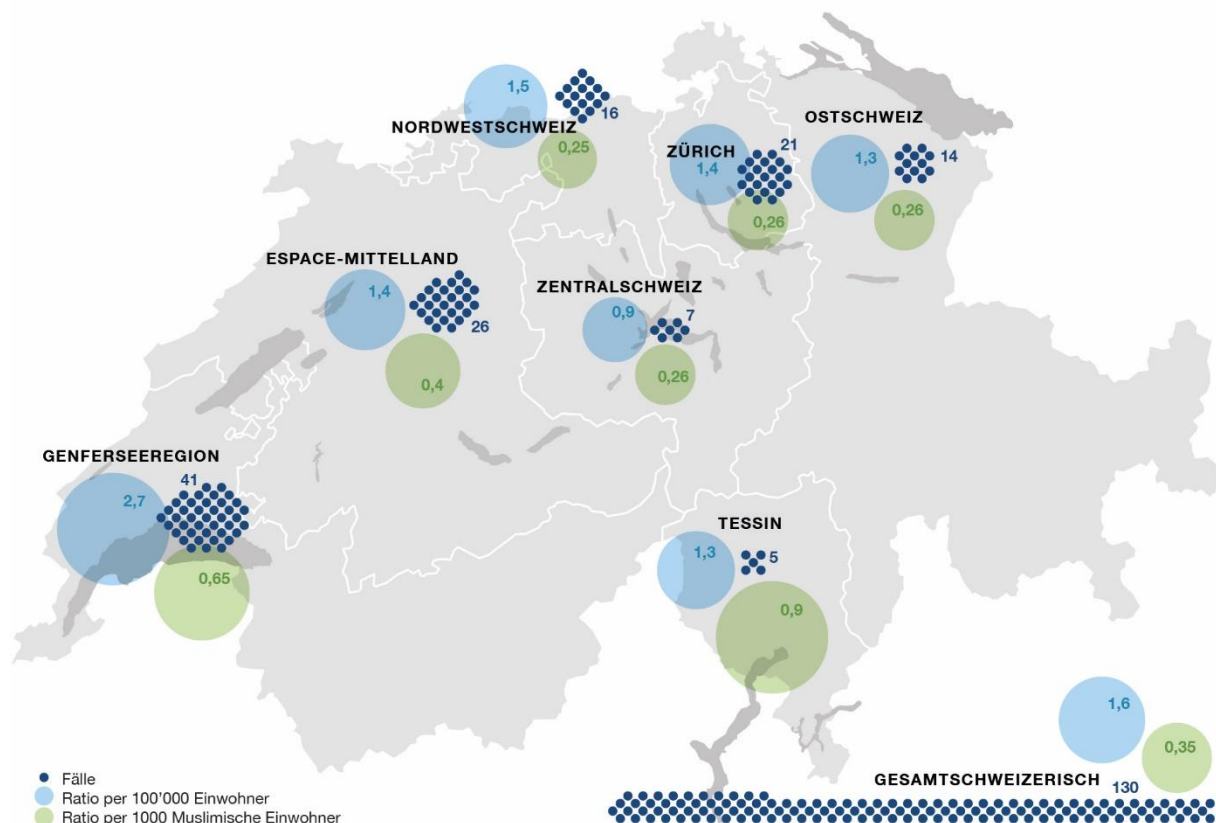 1,5
16
NORDWESTSCHWEIZ
0,25
OSTSCHWEIZ
ZÜRICH
21
1,4
0,26
1,3
14
0,26
ESPACE-MITTELLAND
1,4
26
0,4
ZENTRALSCHWEIZ
0,9
7
0,26
GENFERSEEREGION
41
2,7
0,65
TESSIN
1,3
5
0,9
1,6
0,35
GESAMTSCHWEIZERISCH 130
Fälle
Ratio per 100'000 Einwohner
Ratio per 1000 Muslimische Einwohner